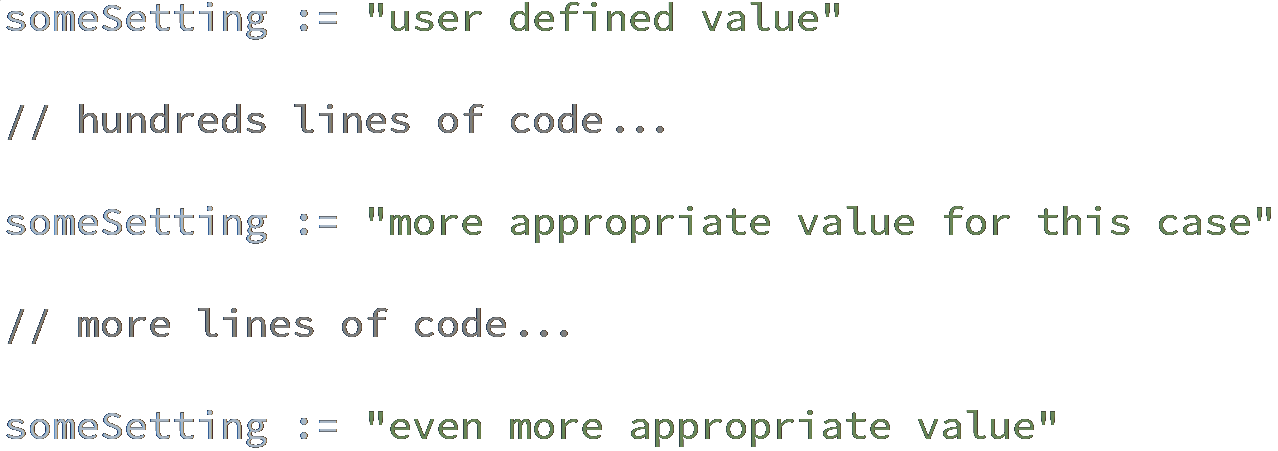 someSetting := "user defined value"
// hundreds lines of code...
someSetting := "more appropriate value for this case"
// more lines of code...
someSetting := "even more appropriate value"